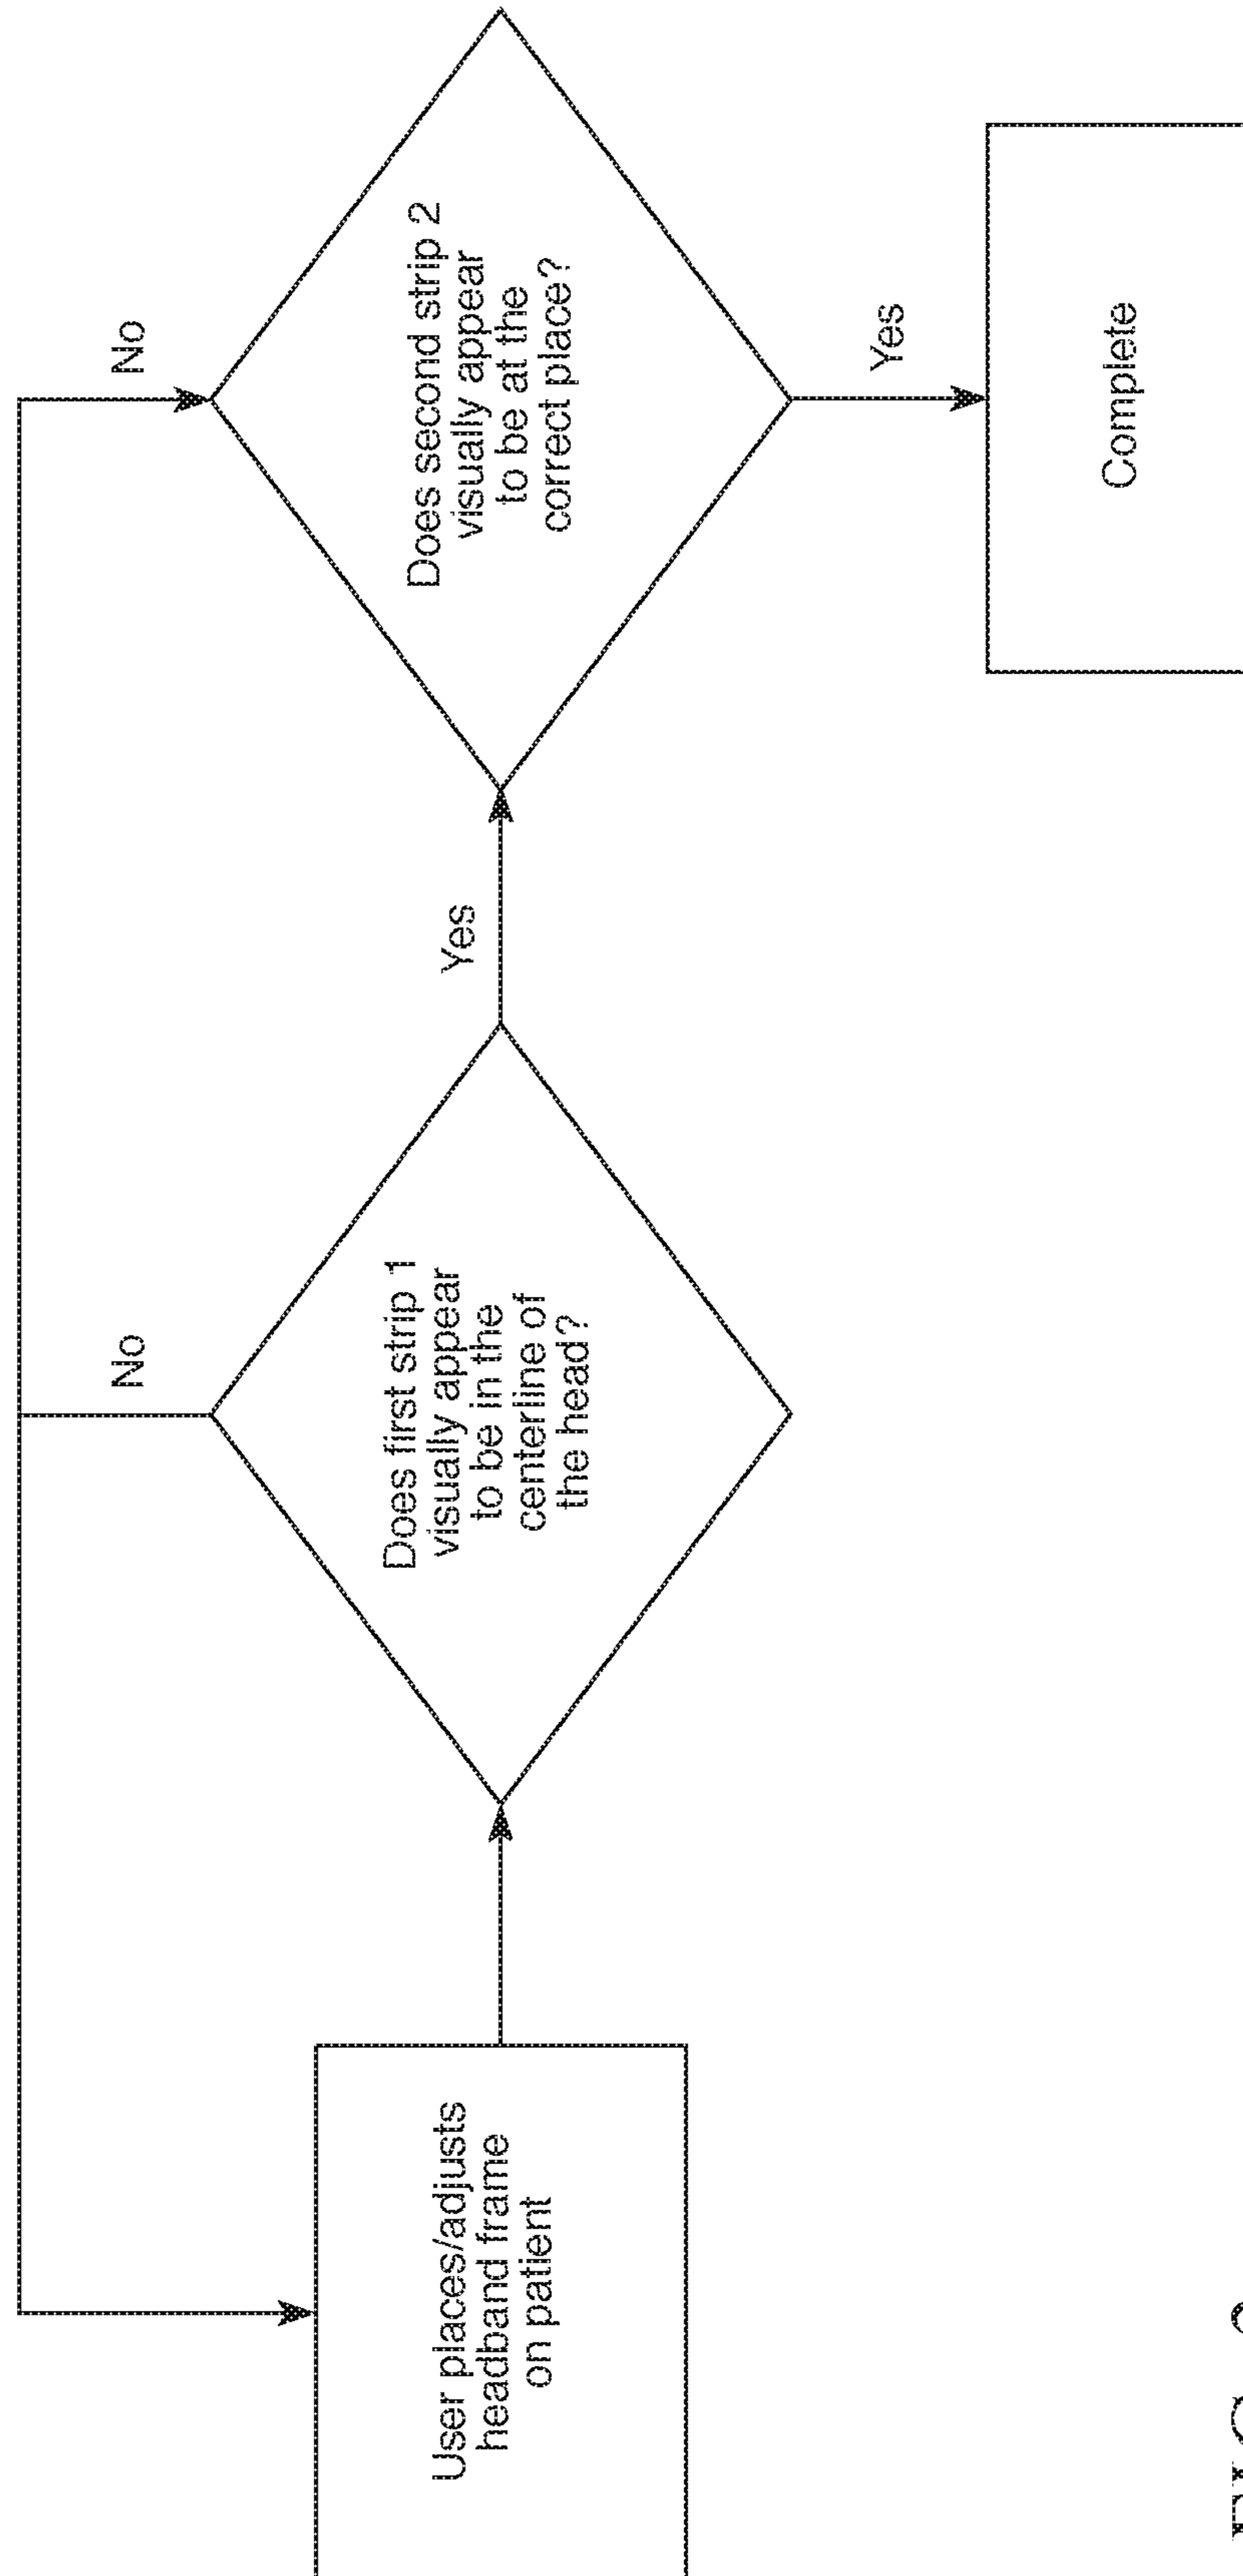 User places/adjusts
headband frame
on patient
Does first strip 1
visually appear
to be in the
centerline of
the head?
No
Yes
Does second strip 2
visually appear
to be at the
correct place?
No
Yes
Complete